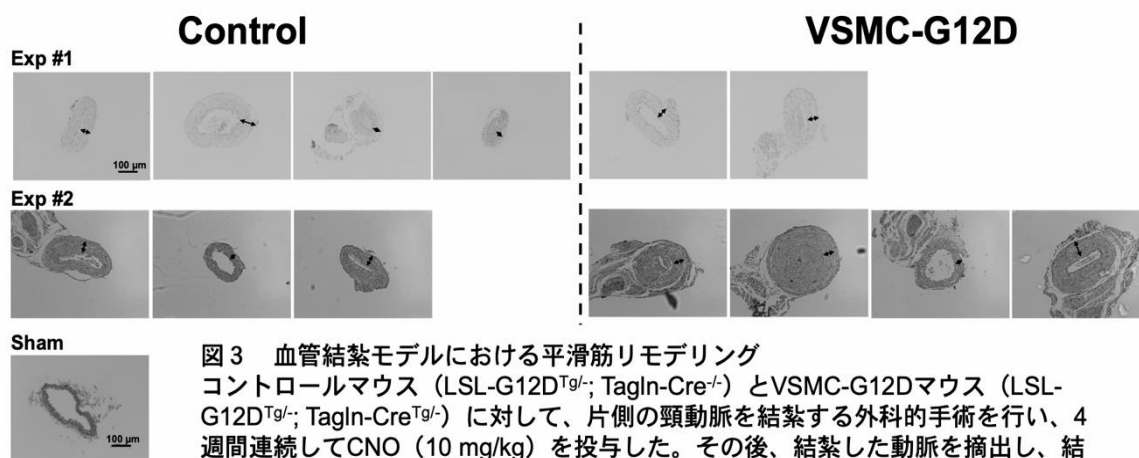 Control
VSMC-G12D
Exp #1
100 µm
Exp #2
Sham
100 µm
図3　血管結紮モデルにおける平滑筋リモデリング
コントロールマウス（LSL-G12DTg/-; Tagln-Cre-/-）とVSMC-G12Dマウス（LSL-
G12DTg/-; Tagln-CreTg/-）に対して、片側の頸動脈を結紮する外科的手術を行い、4
週間連続してCNO（10 mg/kg）を投与した。その後、結紮した動脈を摘出し、結